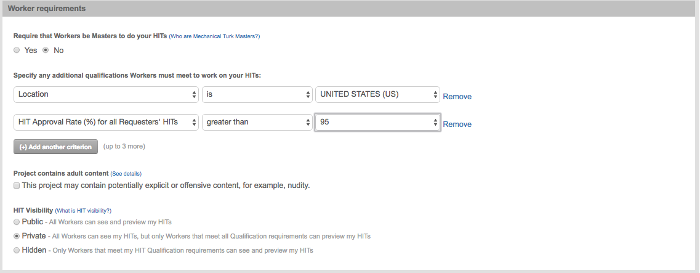 Worker requirements
Require that Workers be Masters to do your HITs (Who are Mechanical Turk Masters?)
Yes No
Specify any additional qualifications Workers must meet to work on your HITs:
Location is UNITED STATES (US) Remove
HIT Approval Rate (%) for all Requesters' HITs greater than 95 Remove
(+) Add another criterion (up to 3 more)
Project contains adult content (See details)
This project may contain potentially explicit or offensive content, for example, nudity.
HIT Visibility (What is HIT visibility?)
Public - All Workers can see and preview my HITs
Private - All Workers can see my HITs, but only Workers that meet all Qualification requirements can preview my HITs
Hidden - Only Workers that meet my HIT Qualification requirements can see and preview my HITs